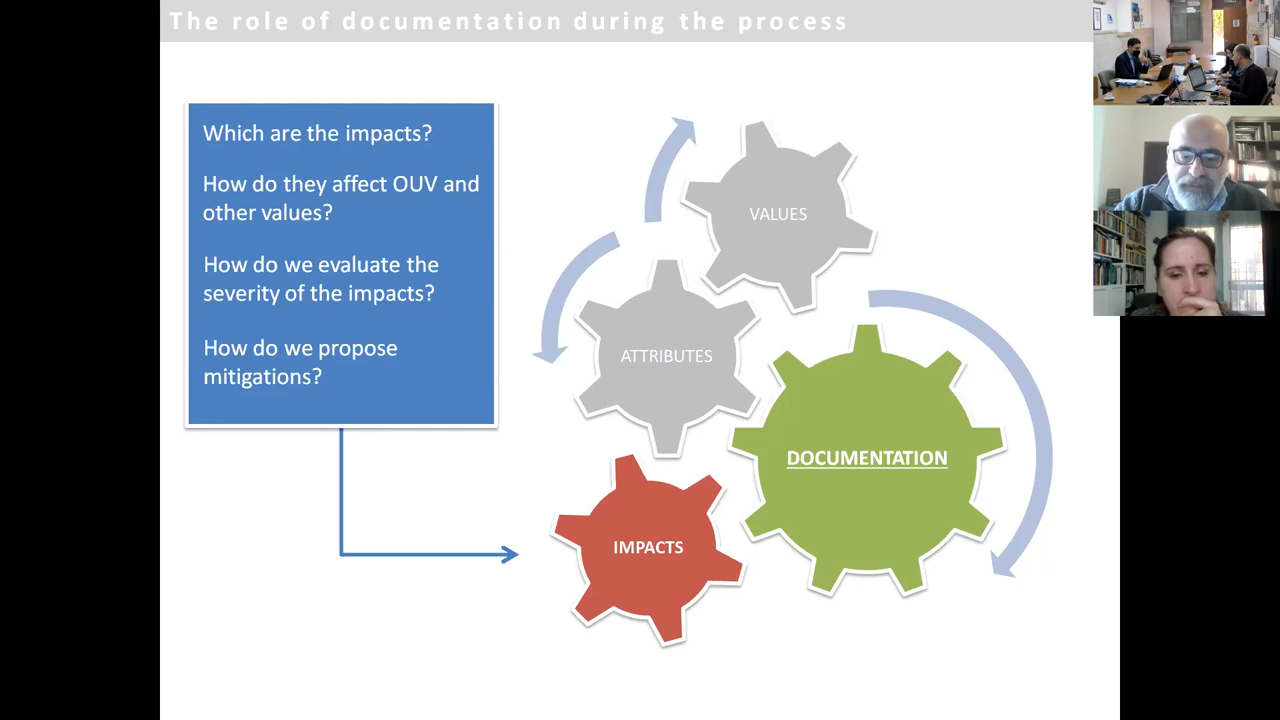 The role of documentation during the process
Which are the impacts?
How do they affect OUV and
other values?
How do we evaluate the
severity of the impacts?
How do we propose
mitigations?
VALUES
ATTRIBUTES
DOCUMENTATION
IMPACTS